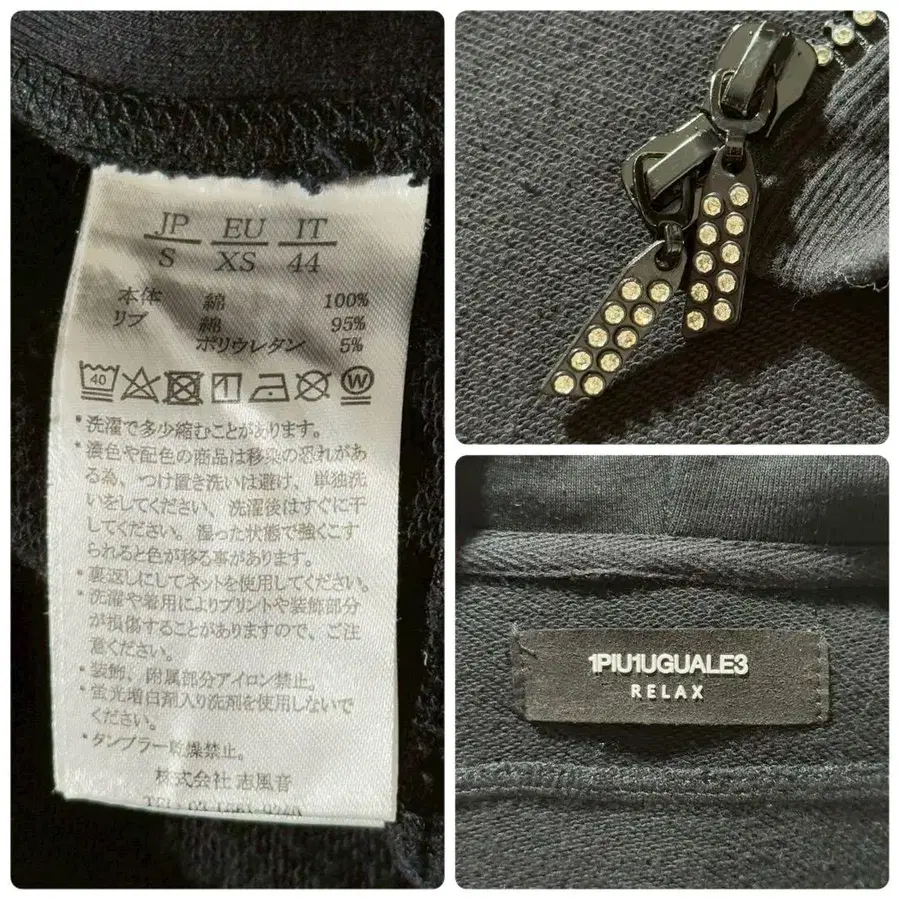 JP EU IT
S XS 44
本体 綿 100%
リブ 綿 95%
ポリウレタン 5%
40 1 W
*洗濯で多少縮むことがあります。
*濃色や配色の商品は移染の恐れがあ
る為、つけ置き洗いは避け、単独洗
いをしてください、洗濯後はすぐに干
してください。湿った状態で強くこす
られると色が移る事があります。
*裏返しにしてネットを使用してください。
*洗濯や着用によりプリントや装飾部分
が損傷することがありますので、ご注
意ください。
*装飾、附属部分アイロン禁止。
*蛍光増白剤入り洗剤を使用しないで
ください。
*タンブラー乾燥禁止。
株式会社 志風音
1PIU1UGUALE3
RELAX